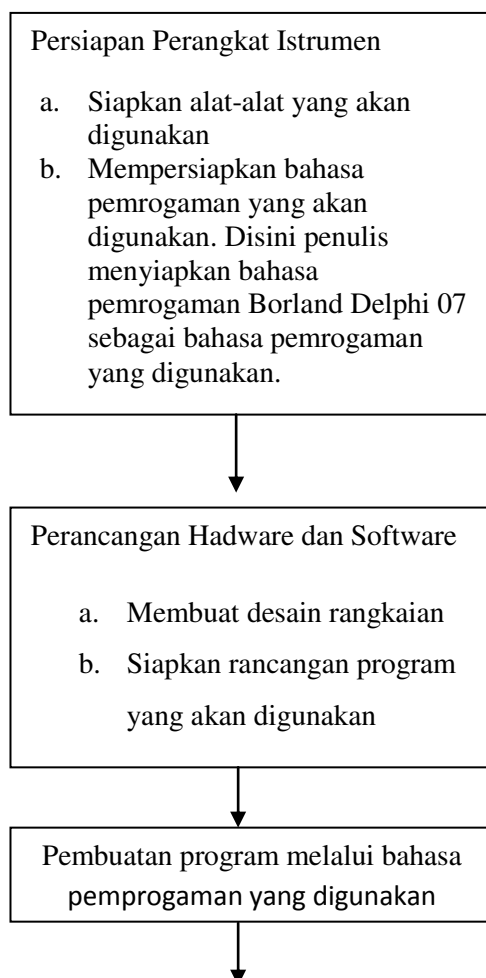 Persiapan Perangkat Istrumen
a. Siapkan alat-alat yang akan
digunakan
b. Mempersiapkan bahasa
pemrogaman yang akan
digunakan. Disini penulis
menyiapkan bahasa
pemrogaman Borland Delphi 07
sebagai bahasa pemrogaman
yang digunakan.
Perancangan Hadware dan Software
a. Membuat desain rangkaian
b. Siapkan rancangan program
yang akan digunakan
Pembuatan program melalui bahasa
pemprogaman yang digunakan